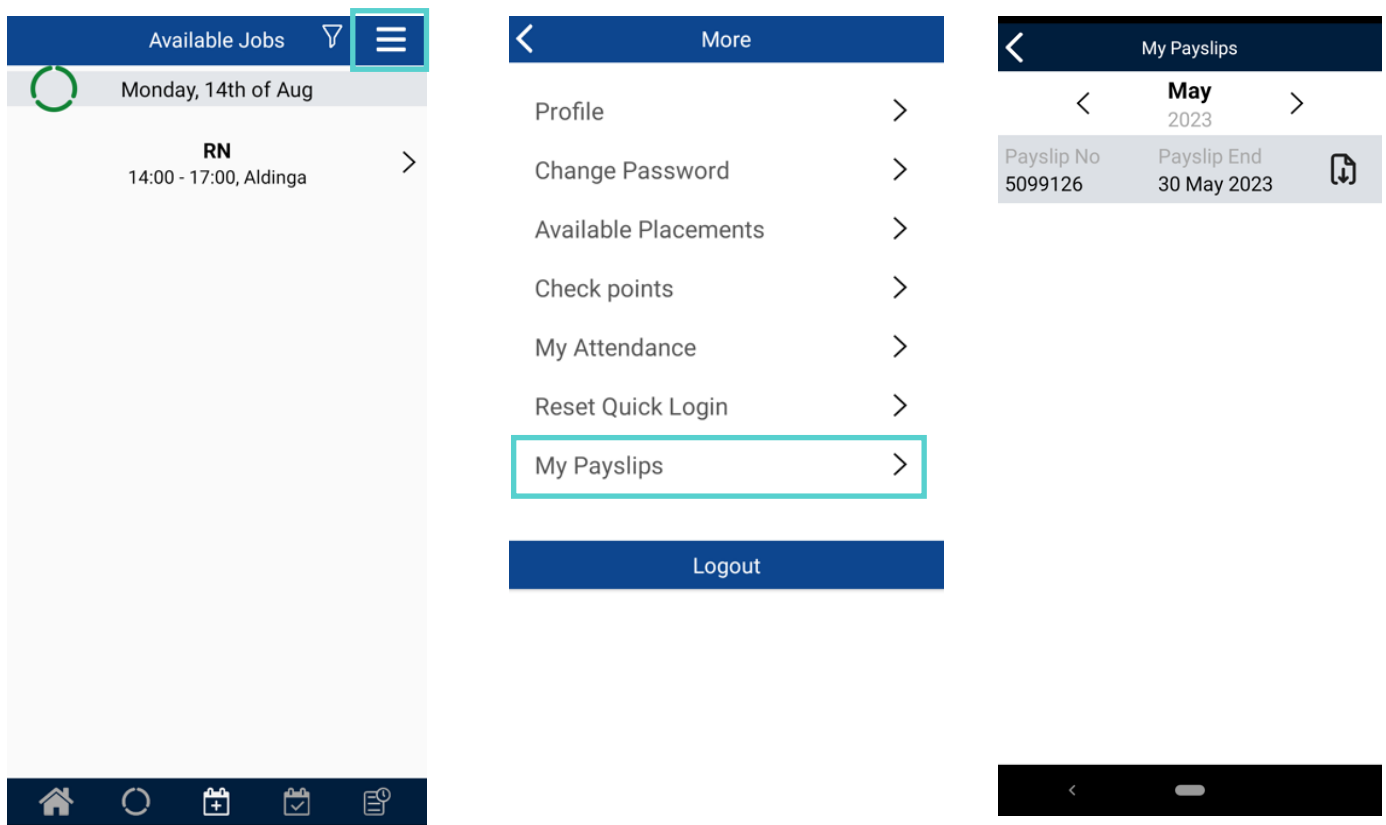 Available Jobs
Monday, 14th of Aug
RN
14:00 - 17:00, Aldinga
More
Profile
Change Password
Available Placements
Check points
My Attendance
Reset Quick Login
My Payslips
Logout
My Payslips
May
2023
Payslip No Payslip End
5099126 30 May 2023